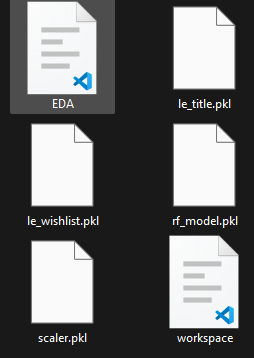 EDA
le_title.pkl
le_wishlist.pkl
rf_model.pkl
scaler.pkl
workspace